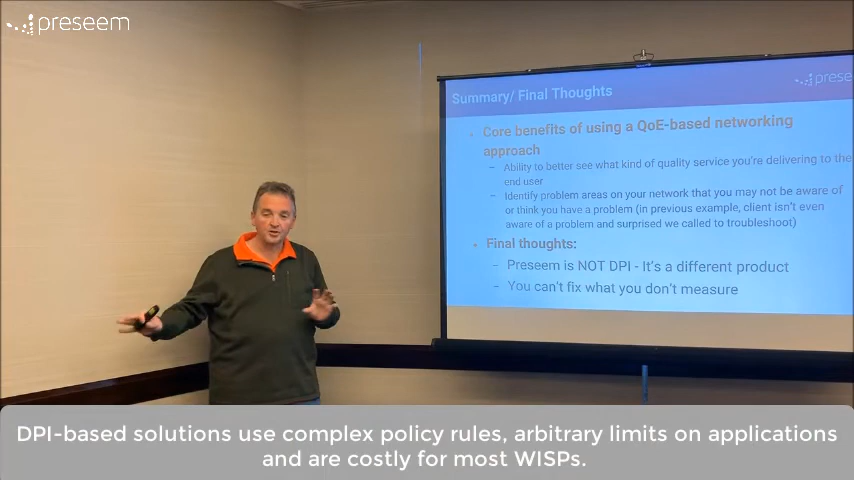 preseem
prese
Summary/ Final Thoughts
• Core benefits of using a QoE-based networking
approach
– Ability to better see what kind of quality service you're delivering to the
end user
– Identify problem areas on your network that you may not be aware of
or think you have a problem (in previous example, client isn't even
aware of a problem and surprised we called to troubleshoot)
• Final thoughts:
– Preseem is NOT DPI - It's a different product
– You can't fix what you don't measure
DPI-based solutions use complex policy rules, arbitrary limits on applications
and are costly for most WISPs.